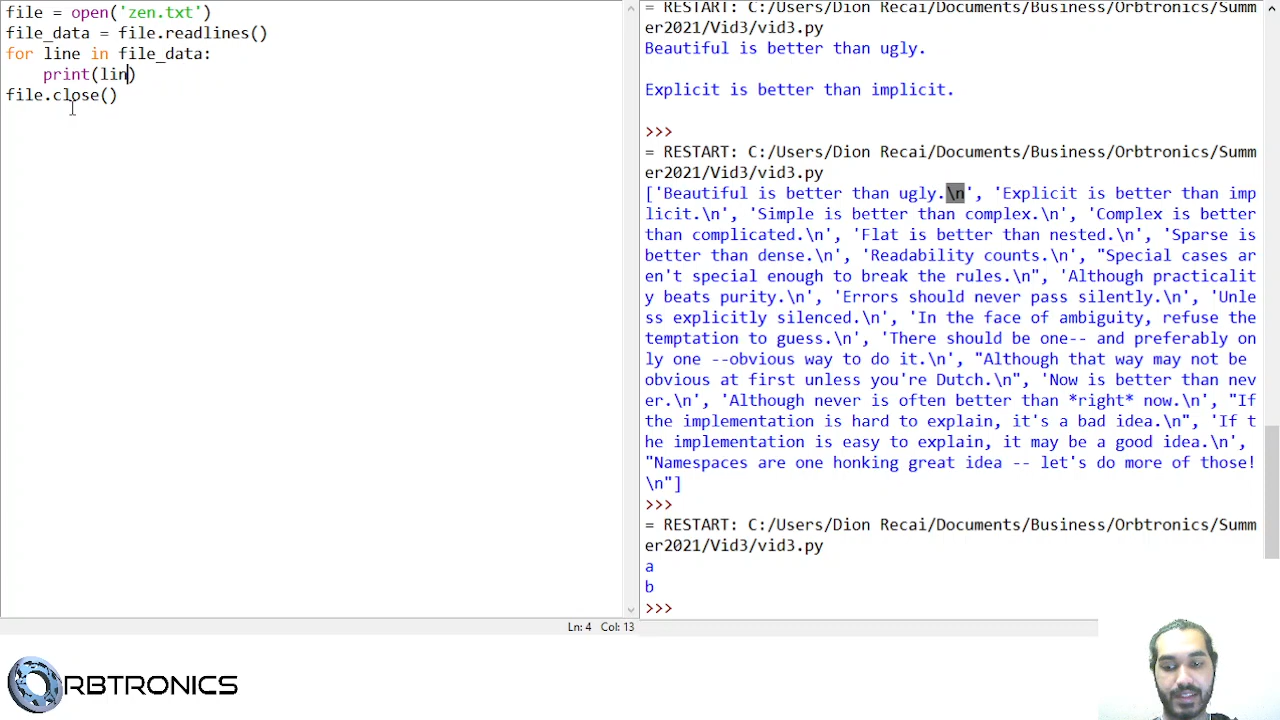 file = open('zen.txt')
file_data = file.readlines()
for line in file_data:
    print(lin)
file.close()
= RESTART: C:/Users/Dion Recai/Documents/Business/Orbtronics/Summ
er2021/Vid3/vid3.py
Beautiful is better than ugly.

Explicit is better than implicit.

>>>
= RESTART: C:/Users/Dion Recai/Documents/Business/Orbtronics/Summ
er2021/Vid3/vid3.py
['Beautiful is better than ugly.\n', 'Explicit is better than imp
licit.\n', 'Simple is better than complex.\n', 'Complex is better
than complicated.\n', 'Flat is better than nested.\n', 'Sparse is
better than dense.\n', 'Readability counts.\n', "Special cases ar
en't special enough to break the rules.\n", 'Although practicalit
y beats purity.\n', 'Errors should never pass silently.\n', 'Unle
ss explicitly silenced.\n', 'In the face of ambiguity, refuse the
temptation to guess.\n', 'There should be one-- and preferably on
ly one --obvious way to do it.\n', "Although that way may not be
obvious at first unless you're Dutch.\n", 'Now is better than nev
er.\n', 'Although never is often better than *right* now.\n', "If
the implementation is hard to explain, it's a bad idea.\n", 'If t
he implementation is easy to explain, it may be a good idea.\n',
"Namespaces are one honking great idea -- let's do more of those!
\n"]
>>>
= RESTART: C:/Users/Dion Recai/Documents/Business/Orbtronics/Summ
er2021/Vid3/vid3.py
a
b
>>>
Ln: 4 Col: 13
ORBTRONICS